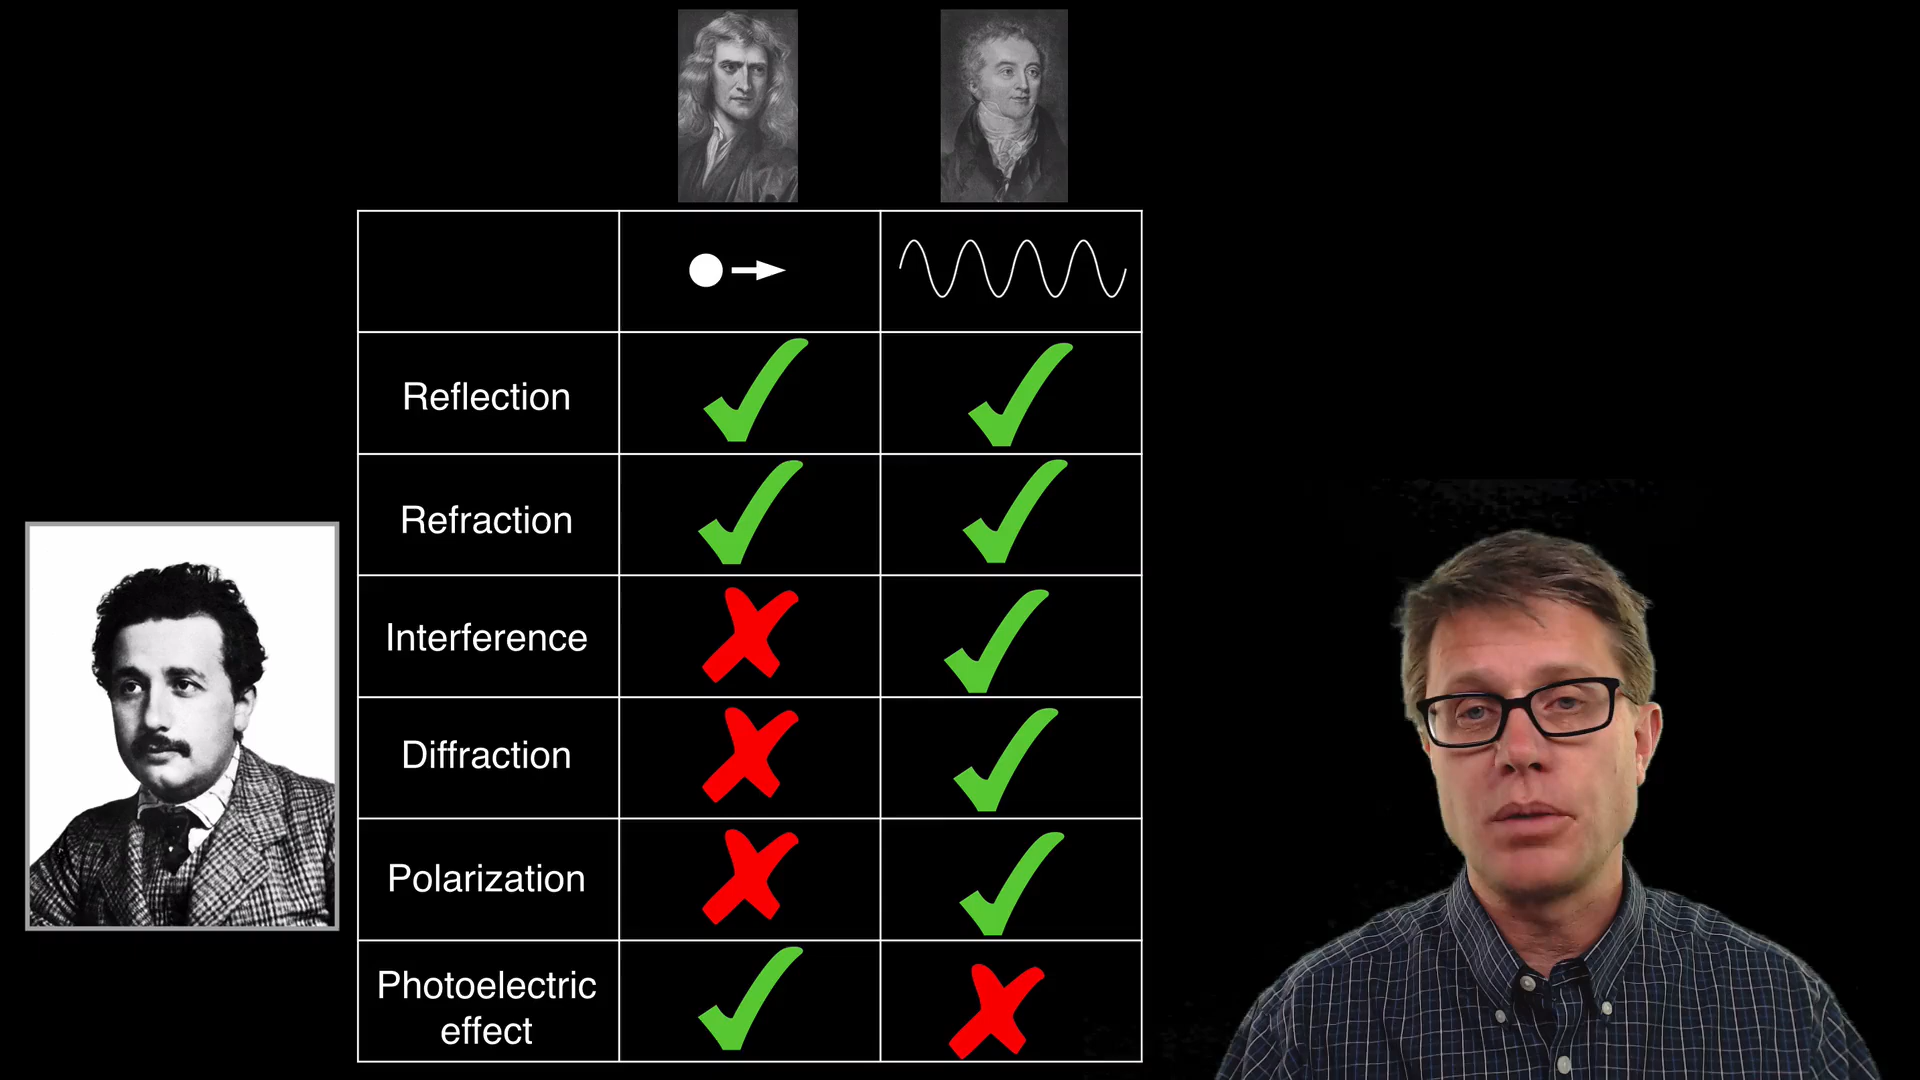 Reflection
Refraction
Interference
Diffraction
Polarization
Photoelectric
effect